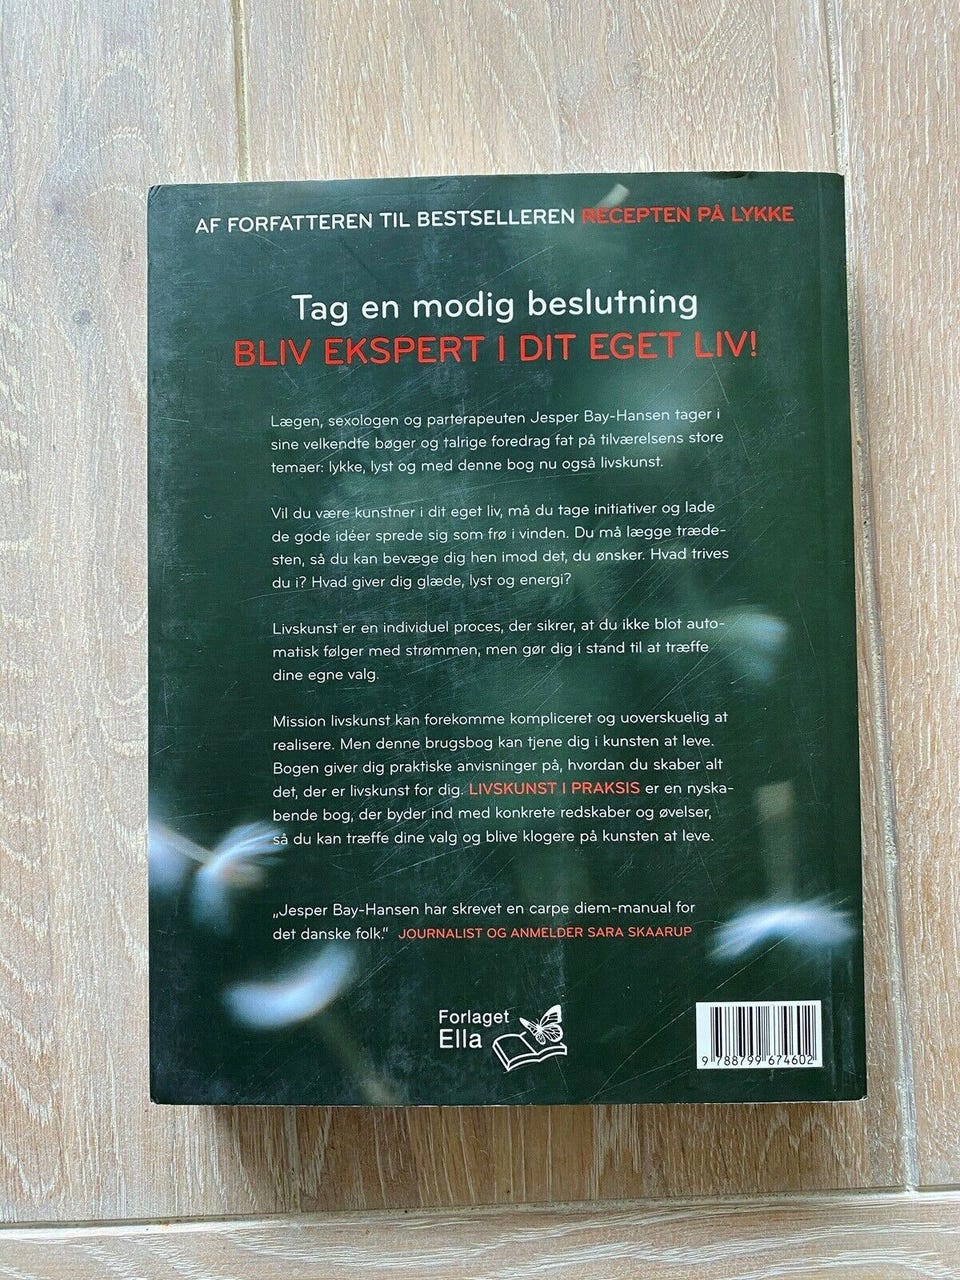 AF FORFATTEREN TIL BESTSELLEREN RECEPTEN PÅ LYKKE
Tag en modig beslutning
BLIV EKSPERT I DIT EGET LIV!
Lægen, sexologen og parterapeuten Jesper Bay-Hansen tager i
sine velkendte bøger og talrige foredrag fat på tilværelsens store
temaer: lykke, lyst og med denne bog nu også livskunst.
Vil du være kunstner i dit eget liv, må du tage initiativer og lade
de gode idéer sprede sig som frø i vinden. Du må lægge træde-
sten, så du kan bevæge dig hen imod det, du ønsker. Hvad trives
du i? Hvad giver dig glæde, lyst og energi?
Livskunst er en individuel proces, der sikrer, at du ikke blot auto-
matisk følger med strømmen, men gør dig i stand til at træffe
dine egne valg.
Mission livskunst kan forekomme kompliceret og uoverskuelig at
realisere. Men denne brugsbog kan tjene dig i kunsten at leve.
Bogen giver dig praktiske anvisninger på, hvordan du skaber alt
det, der er livskunst for dig. LIVSKUNST I PRAKSIS er en nyska-
bende bog, der byder ind med konkrete redskaber og øvelser,
så du kan træffe dine valg og blive klogere på kunsten at leve.
„Jesper Bay-Hansen har skrevet en carpe diem-manual for
det danske folk.“ JOURNALIST OG ANMELDER SARA SKAARUP
Forlaget
Ella
9 788799 674602